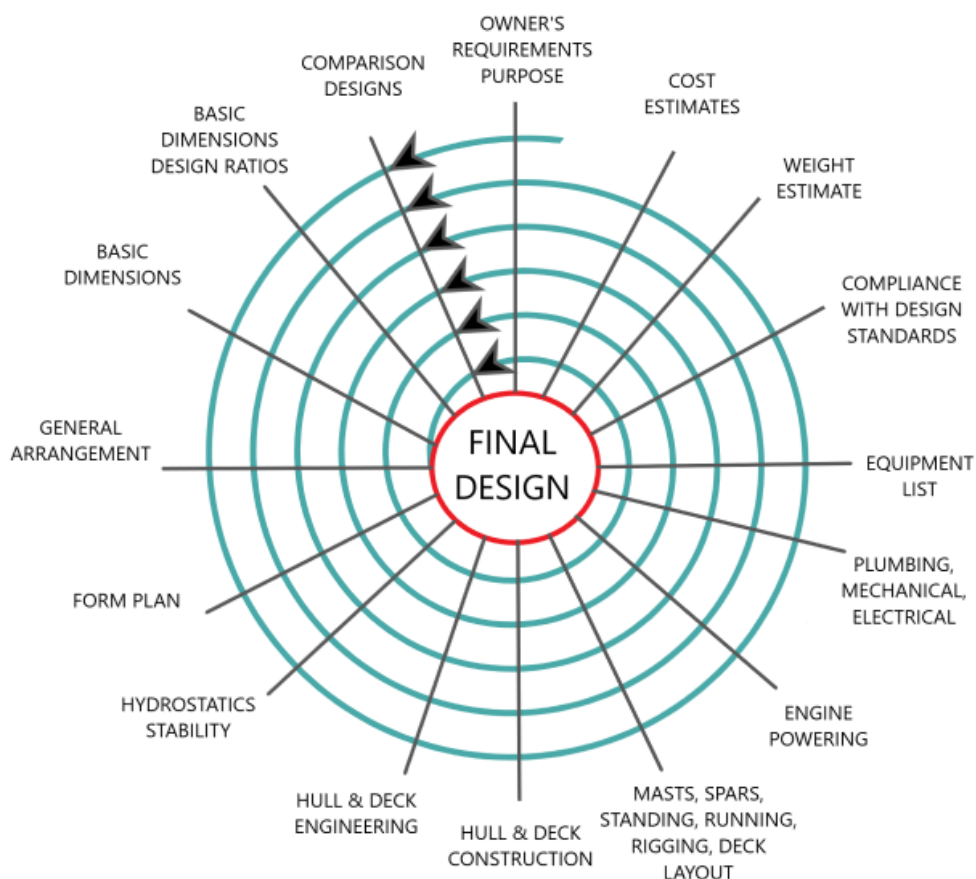 OWNER'S
REQUIREMENTS
PURPOSE
COMPARISON
DESIGNS
COST
ESTIMATES
BASIC
DIMENSIONS
DESIGN RATIOS
WEIGHT
ESTIMATE
BASIC
DIMENSIONS
COMPLIANCE
WITH DESIGN
STANDARDS
GENERAL
ARRANGEMENT
FINAL
DESIGN
EQUIPMENT
LIST
FORM PLAN
PLUMBING,
MECHANICAL,
ELECTRICAL
HYDROSTATICS
STABILITY
ENGINE
POWERING
HULL & DECK
ENGINEERING
HULL & DECK
CONSTRUCTION
MASTS, SPARS,
STANDING, RUNNING,
RIGGING, DECK
LAYOUT